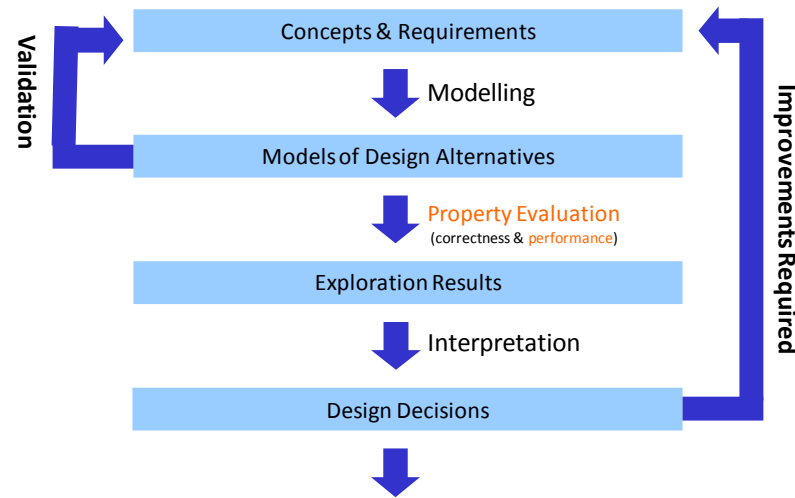 Concepts & Requirements
Validation
Modelling
Improvements Required
Models of Design Alternatives
Property Evaluation
(correctness & performance)
Exploration Results
Interpretation
Design Decisions